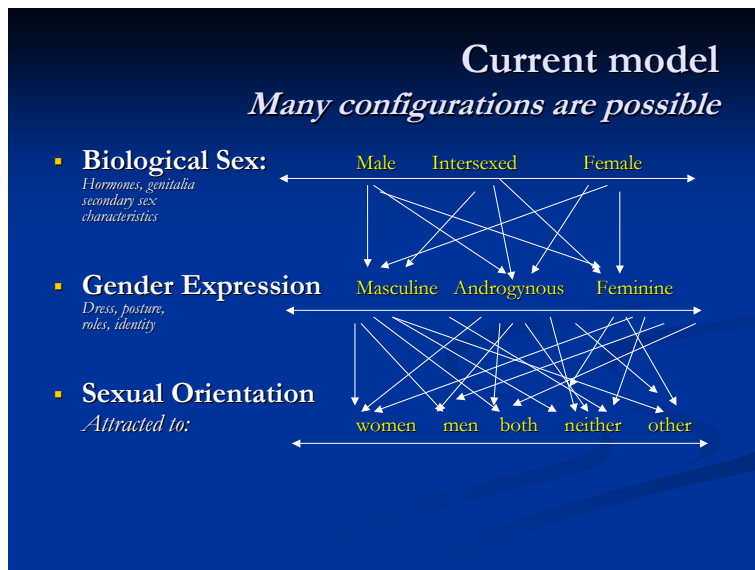 Current model
Many configurations are possible
▪ Biological Sex:
Hormones, genitalia
secondary sex
characteristics
Male Intersexed Female
▪ Gender Expression
Dress, posture,
roles, identity
Masculine Androgynous Feminine
▪ Sexual Orientation
Attracted to:
women men both neither other